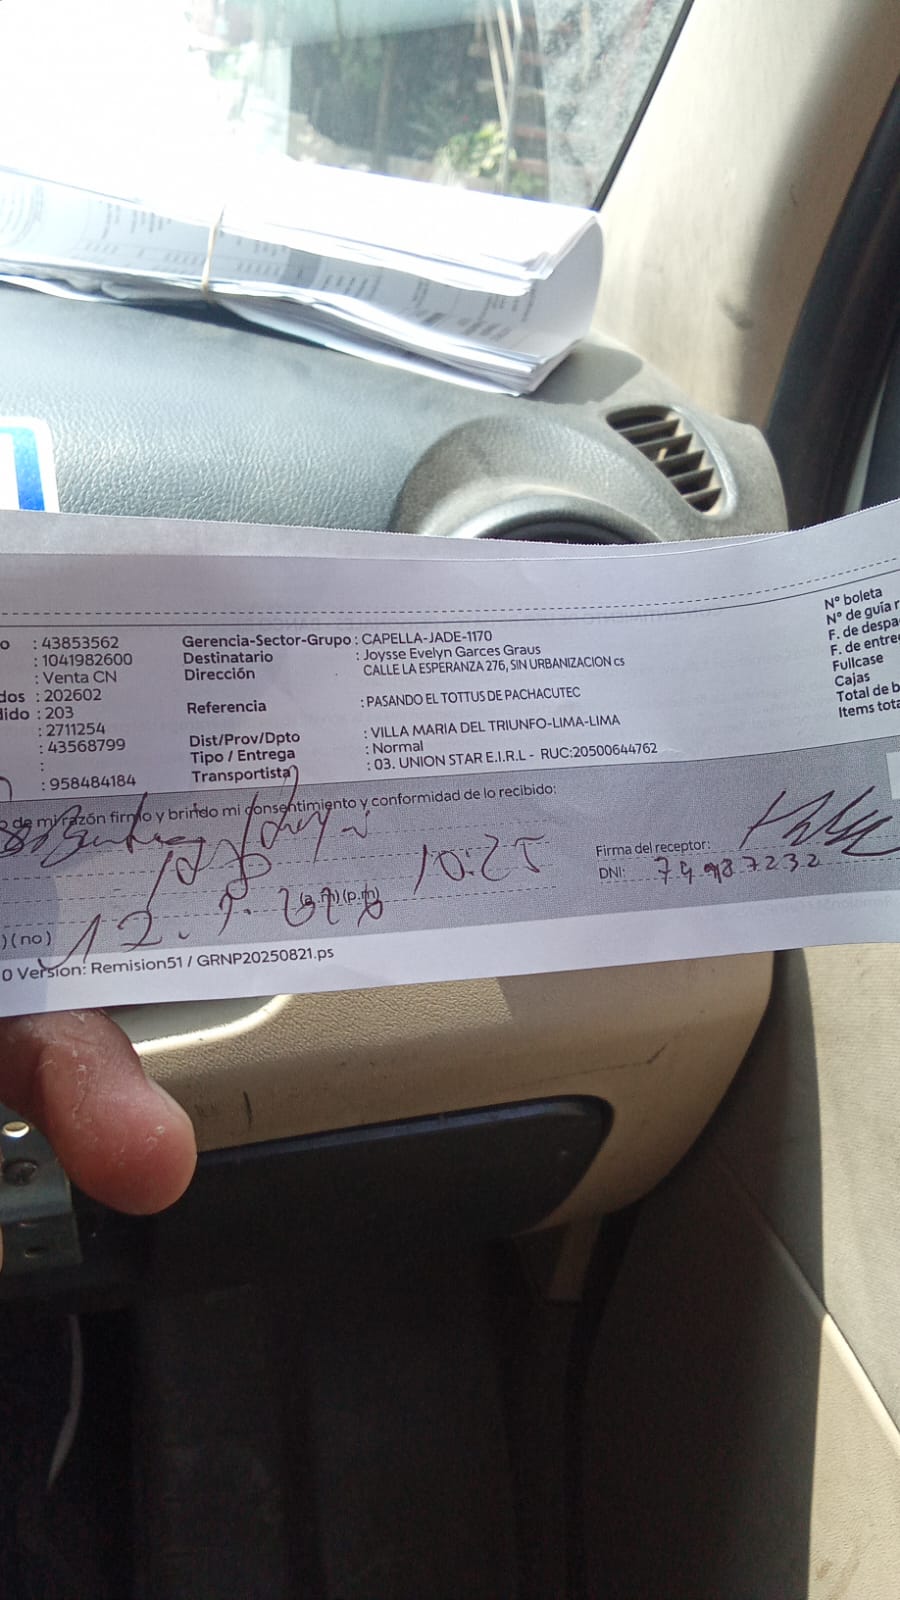 o : 43853562
: 1041982600
: Venta CN
dos : 202602
dido : 203
: 2711254
: 43568799
:
: 958484184
Gerencia-Sector-Grupo : CAPELLA-JADE-1170
Destinatario : Joysse Evelyn Garces Graus
Dirección CALLE LA ESPERANZA 276, SIN URBANIZACION cs
Referencia : PASANDO EL TOTTUS DE PACHACUTEC
Dist/Prov/Dpto : VILLA MARIA DEL TRIUNFO-LIMA-LIMA
Tipo / Entrega : Normal
Transportista : 03. UNION STAR E.I.R.L - RUC:20500644762
N° boleta
N° de guía r
F. de despa
F. de entre
Fullcase
Cajas
Total de b
Items tota
o de mi razón firmo y brindo mi consentimiento y conformidad de lo recibido:
10:25
Firma del receptor:
DNI:
(a.m) (p.m)
) (no)
0 Version: Remision51 / GRNP20250821.ps